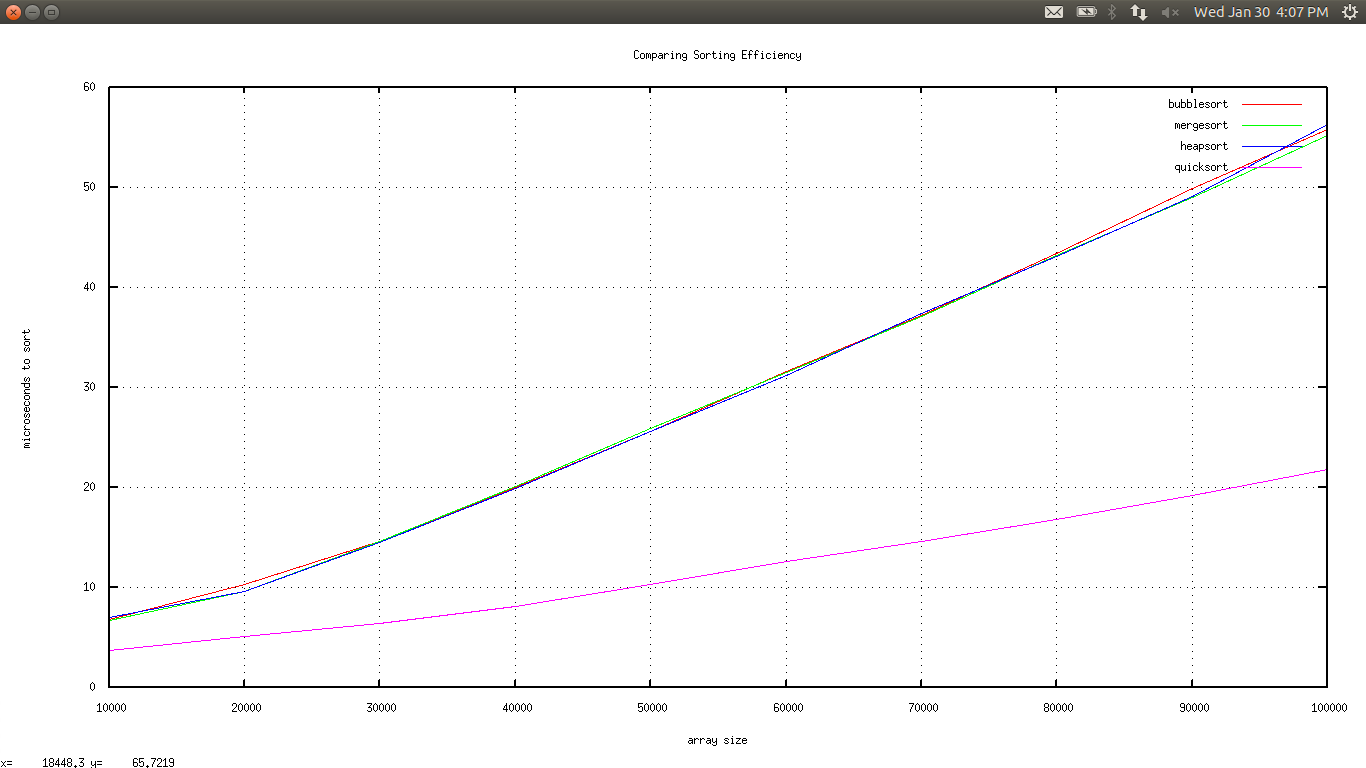 Wed Jan 30 4:07 PM
Comparing Sorting Efficiency
bubblesort
mergesort
heapsort
quicksort
60
50
40
30
20
10
0
microseconds to sort
10000 20000 30000 40000 50000 60000 70000 80000 90000 100000
array size
x= 18448.3 y= 65.7219